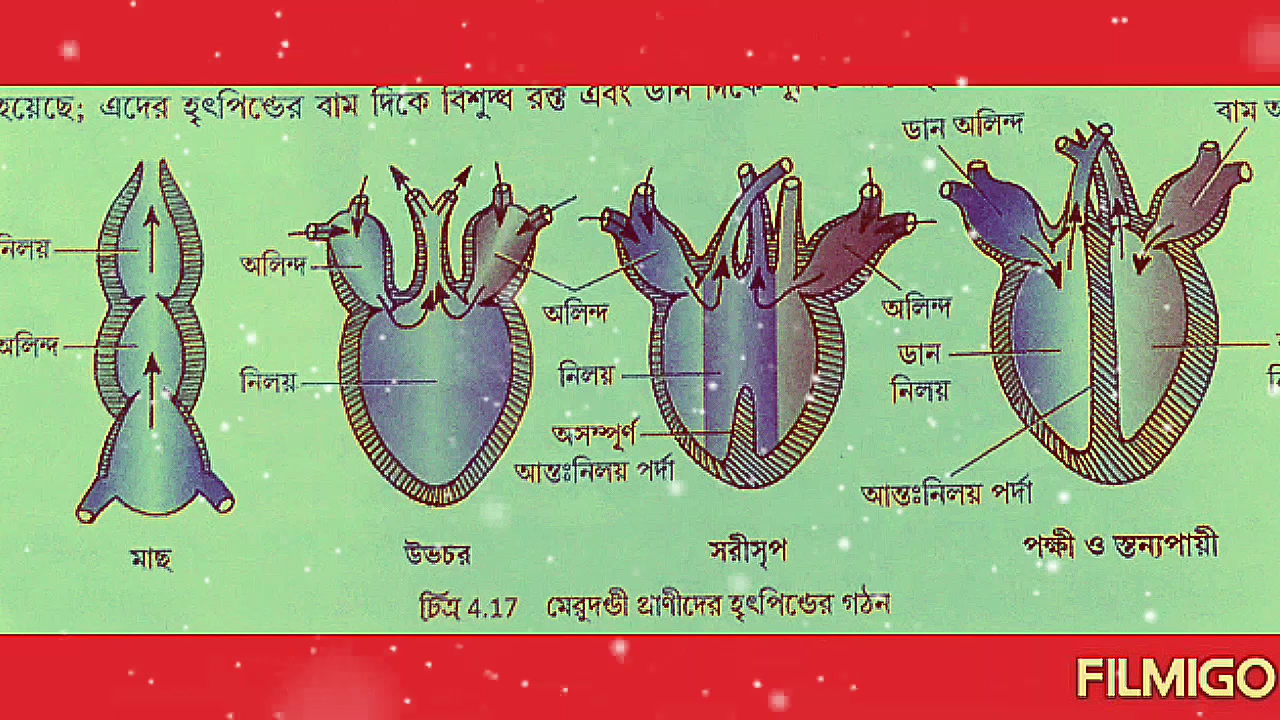 হয়েছে; এদের হৃৎপিণ্ডের বাম দিকে বিশুদ্ধ রক্ত এবং ডান দিকে
ডান অলিন্দ
বাম
নিলয়
অলিন্দ
অলিন্দ
নিলয়
অলিন্দ
নিলয়
অসম্পূর্ণ
আন্তঃনিলয় পর্দা
অলিন্দ
ডান
নিলয়
আন্তঃনিলয় পর্দা
মাছ
উভচর
সরীসৃপ
পক্ষী ও স্তন্যপায়ী
চিত্র 4.17 মেরুদণ্ডী প্রাণীদের হৃৎপিণ্ডের গঠন
FILMIGO